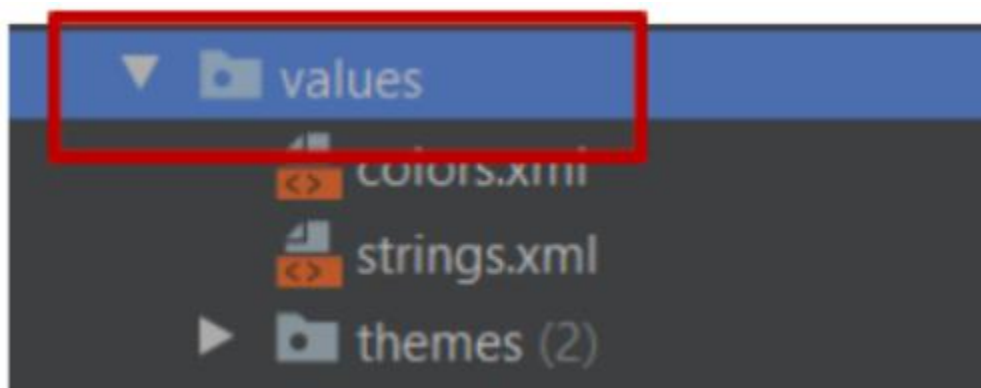 values
colors.xml
strings.xml
themes (2)